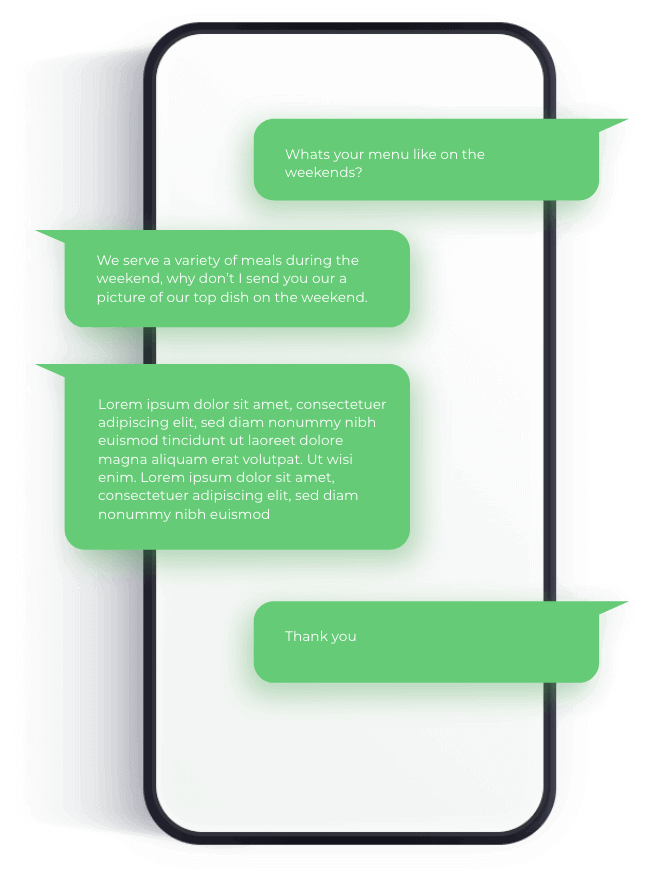 Whats your menu like on the
weekends?
We serve a variety of meals during the
weekend, why don't I send you our a
picture of our top dish on the weekend.
Lorem ipsum dolor sit amet, consectetuer
adipiscing elit, sed diam nonummy nibh
euismod tincidunt ut laoreet dolore
magna aliquam erat volutpat. Ut wisi
enim. Lorem ipsum dolor sit amet,
consectetuer adipiscing elit, sed diam
nonummy nibh euismod
Thank you